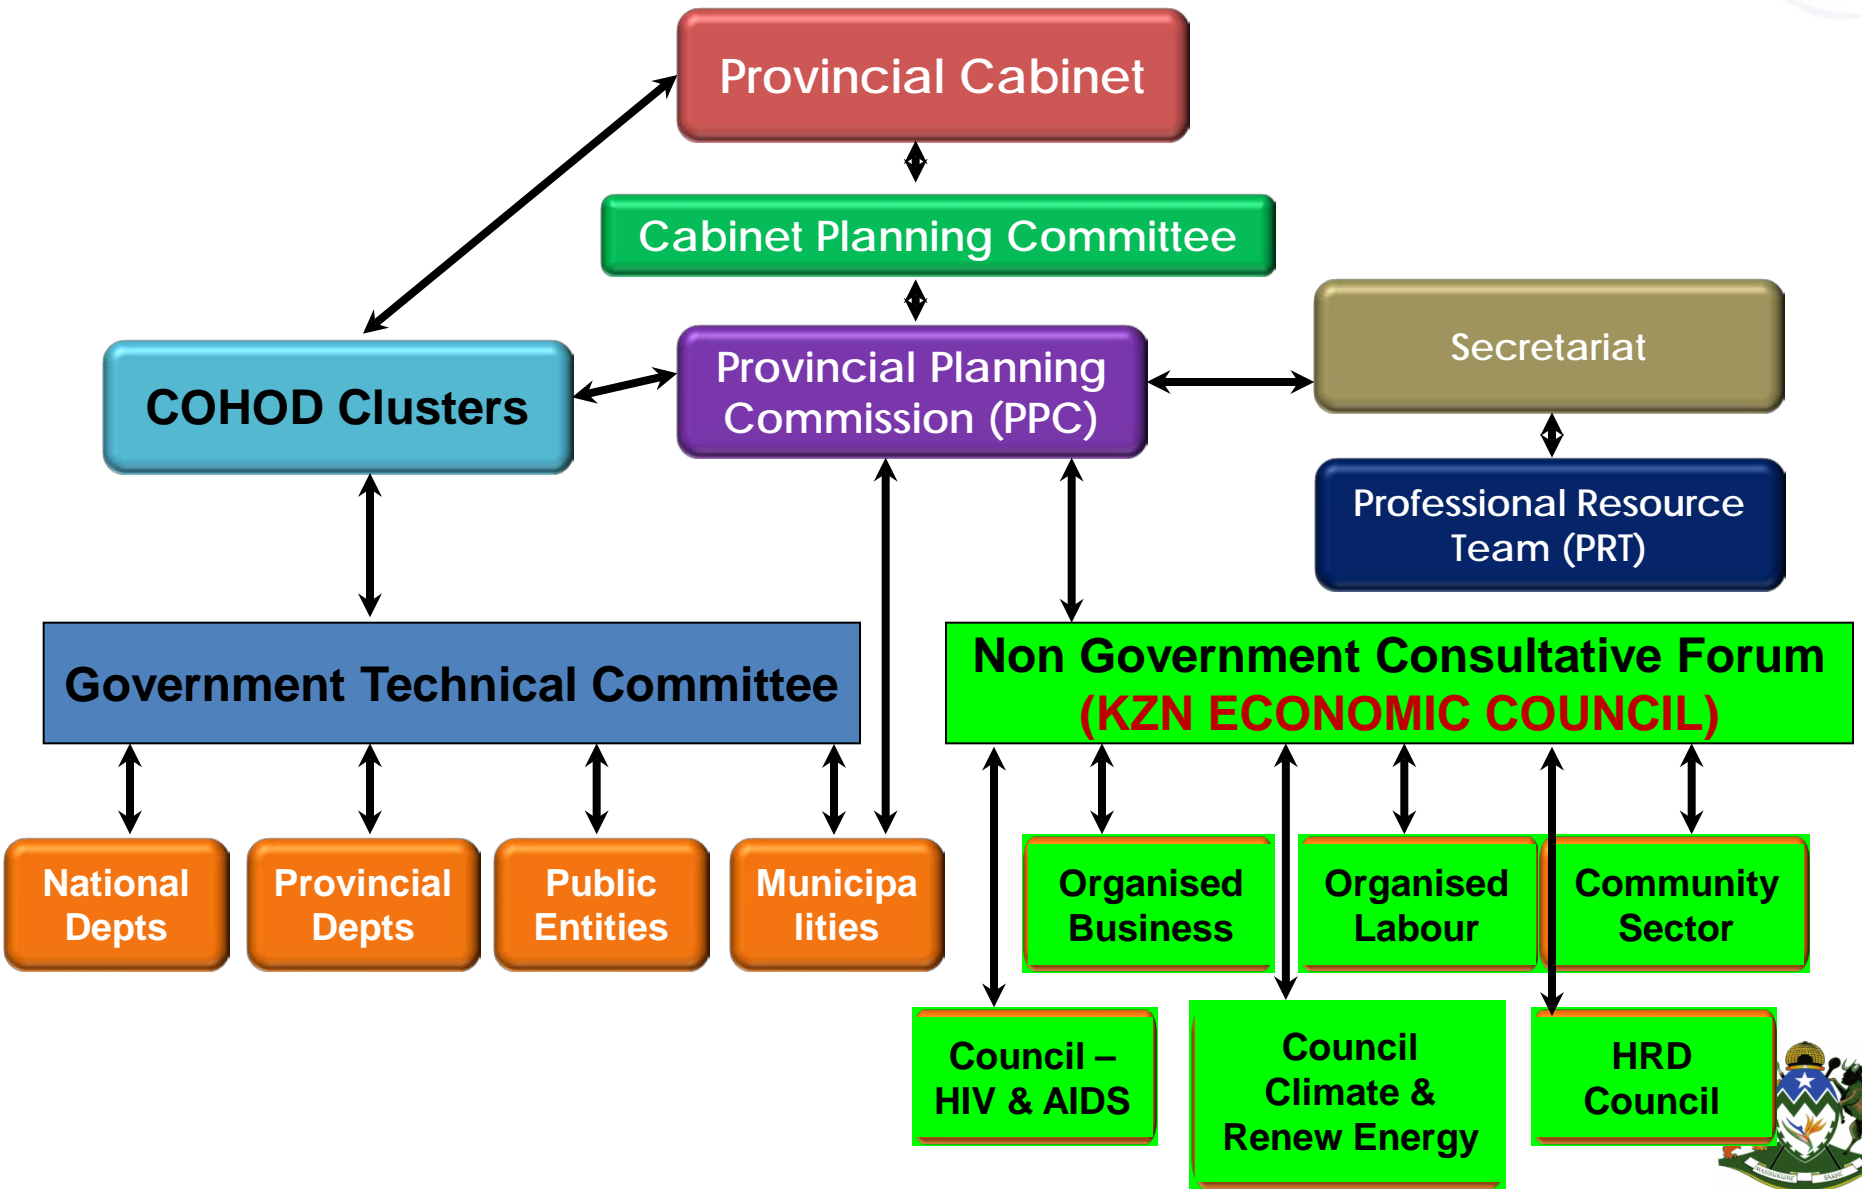 Provincial Cabinet
Cabinet Planning Committee
Secretariat
COHOD Clusters
Provincial Planning
Commission (PPC)
Professional Resource
Team (PRT)
Government Technical Committee
Non Government Consultative Forum
(KZN ECONOMIC COUNCIL)
National
Depts
Provincial
Depts
Public
Entities
Municipa
lities
Organised
Business
Organised
Labour
Community
Sector
Council –
HIV & AIDS
Council
Climate &
Renew Energy
HRD
Council